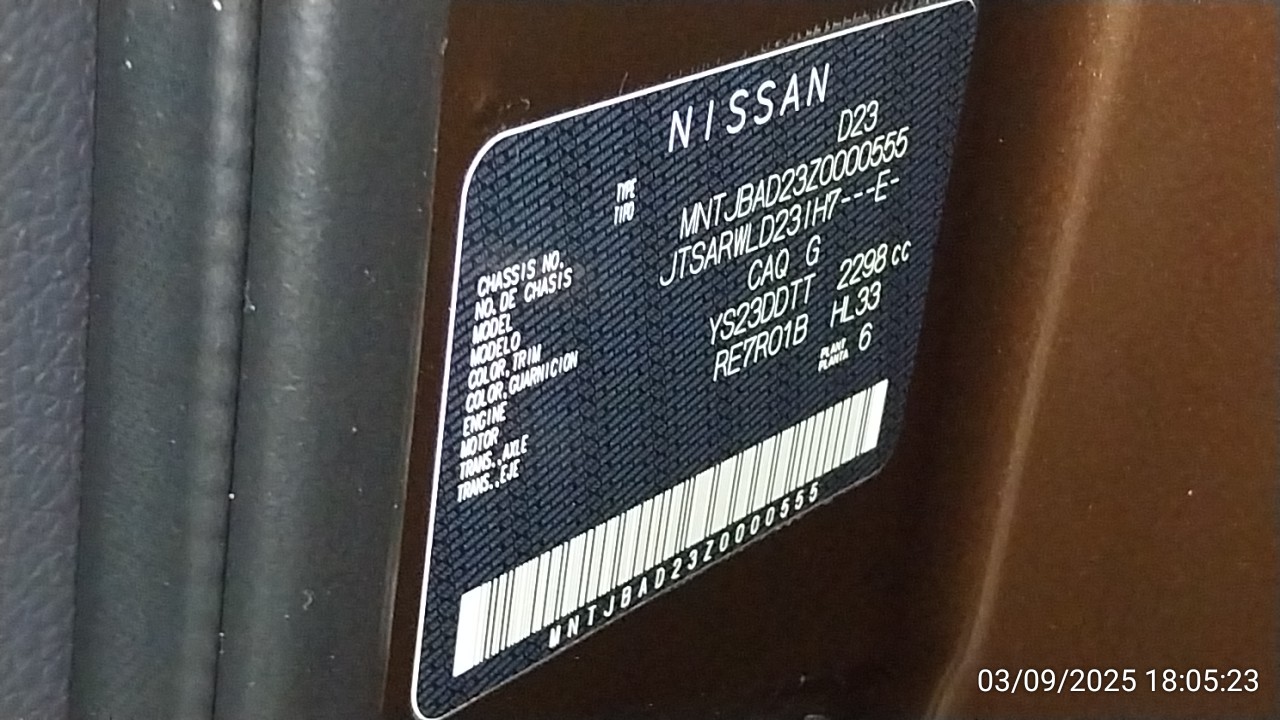 NISSAN
TYPE D23
TIPO
CHASSIS NO. MNTJBAD23Z0000555
NO. DE CHASIS
MODEL JTSARWLD23IH7---E-
MODELO
COLOR,TRIM CAQ G
COLOR,GUARNICION
ENGINE YS23DDTT 2298 cc
MOTOR
TRANS.,AXLE RE7R01B HL33
TRANS.,EJE
PLANT 6
PLANTA
MNTJBAD23Z0000555
03/09/2025 18:05:23